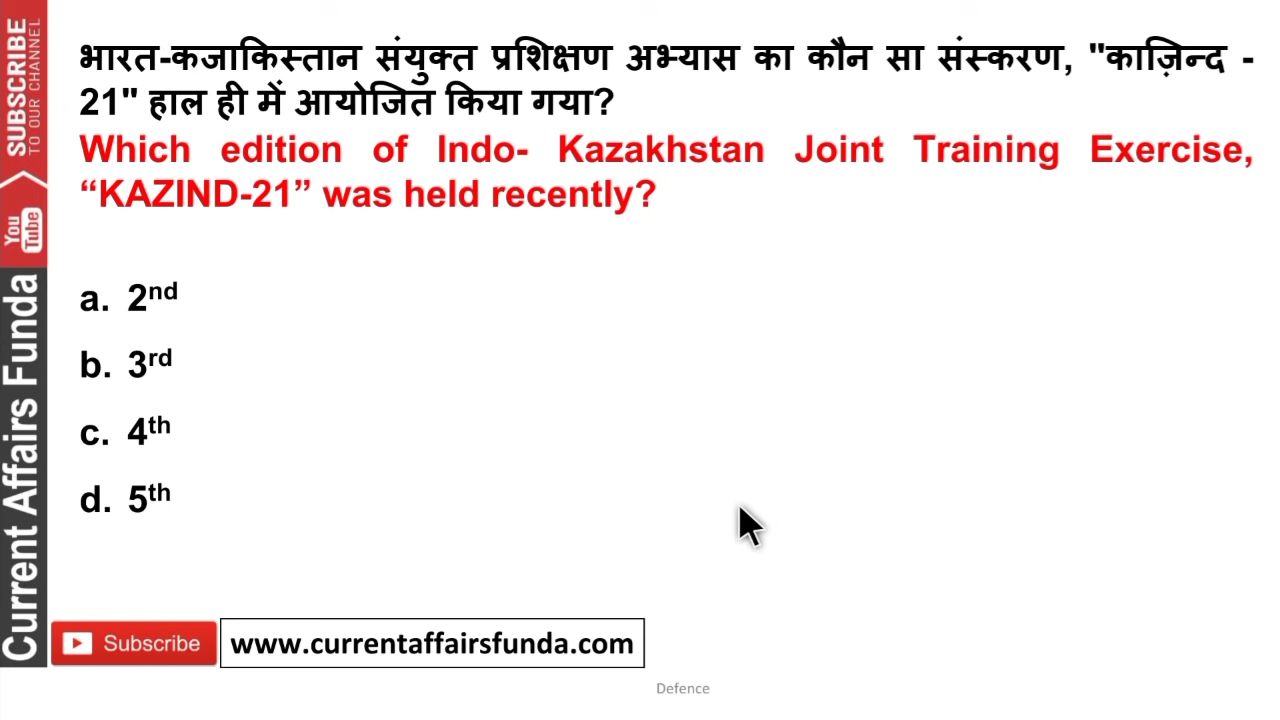 भारत-कजाकिस्तान संयुक्त प्रशिक्षण अभ्यास का कौन सा संस्करण, "काज़िन्द -
21" हाल ही में आयोजित किया गया?
Which edition of Indo- Kazakhstan Joint Training Exercise,
“KAZIND-21” was held recently?
a. 2nd
b. 3rd
c. 4th
d. 5th
SUBSCRIBE
TO OUR CHANNEL
You
Tube
Current Affairs Funda
Subscribe
www.currentaffairsfunda.com
Defence